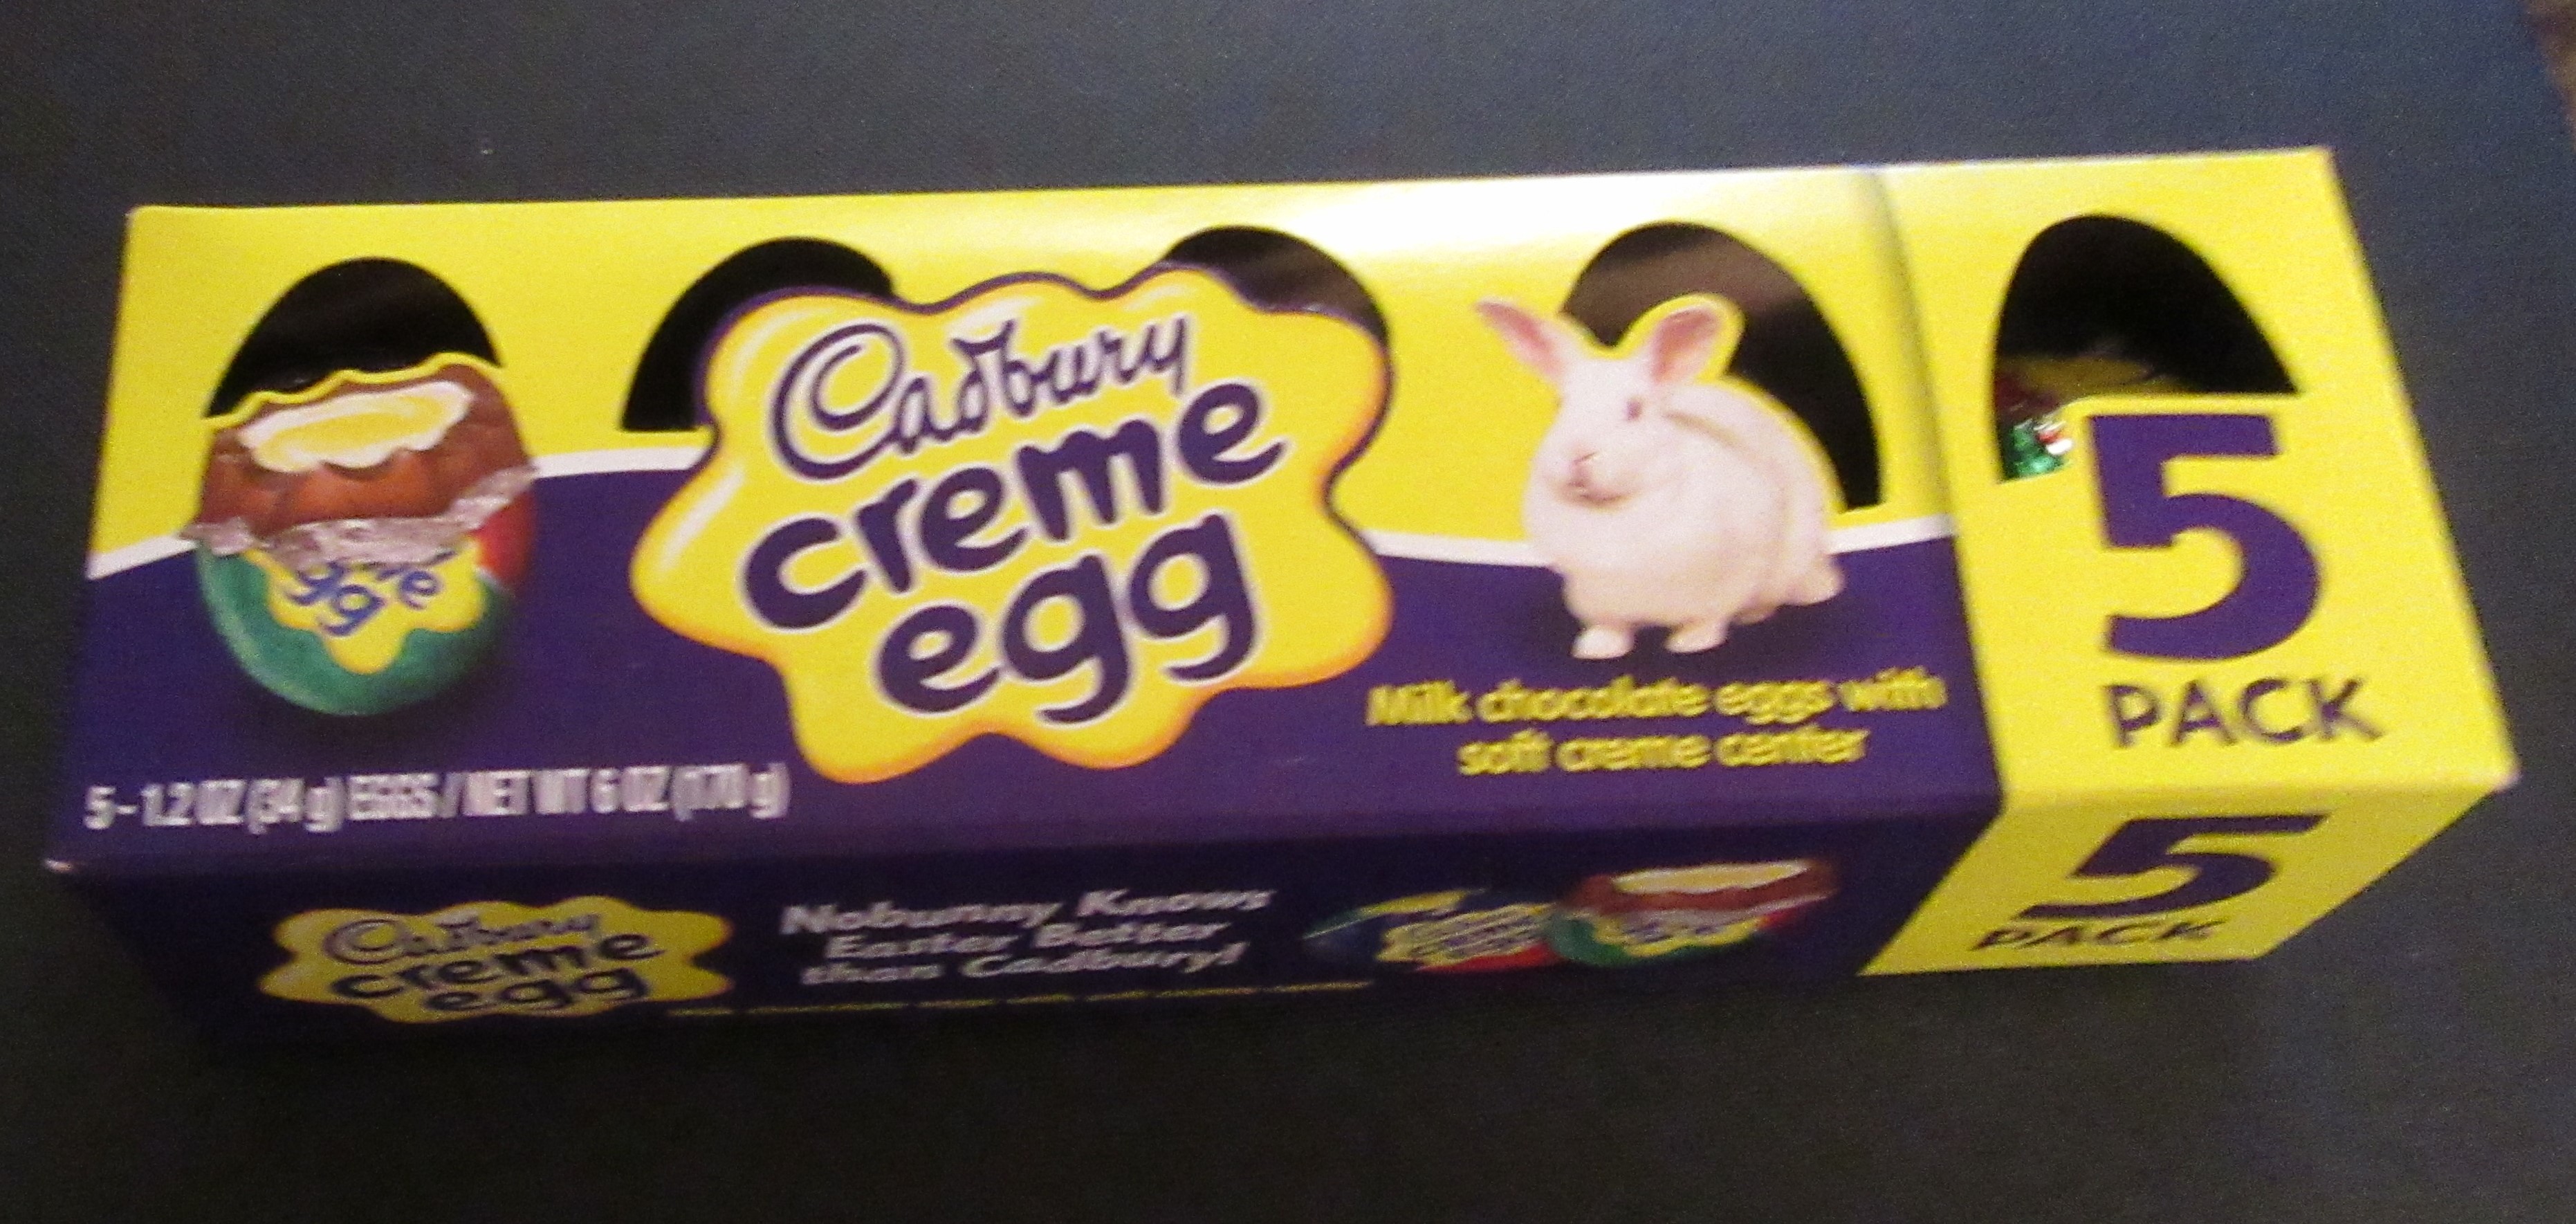 Cadbury
creme
egg
Milk chocolate eggs with
soft creme center
5
PACK
5-1.2 OZ (34 g) EGGS / NET WT 6 OZ (170 g)
Cadbury
creme
egg
Nobunny Knows
Easter Better
than Cadbury!
5
PACK